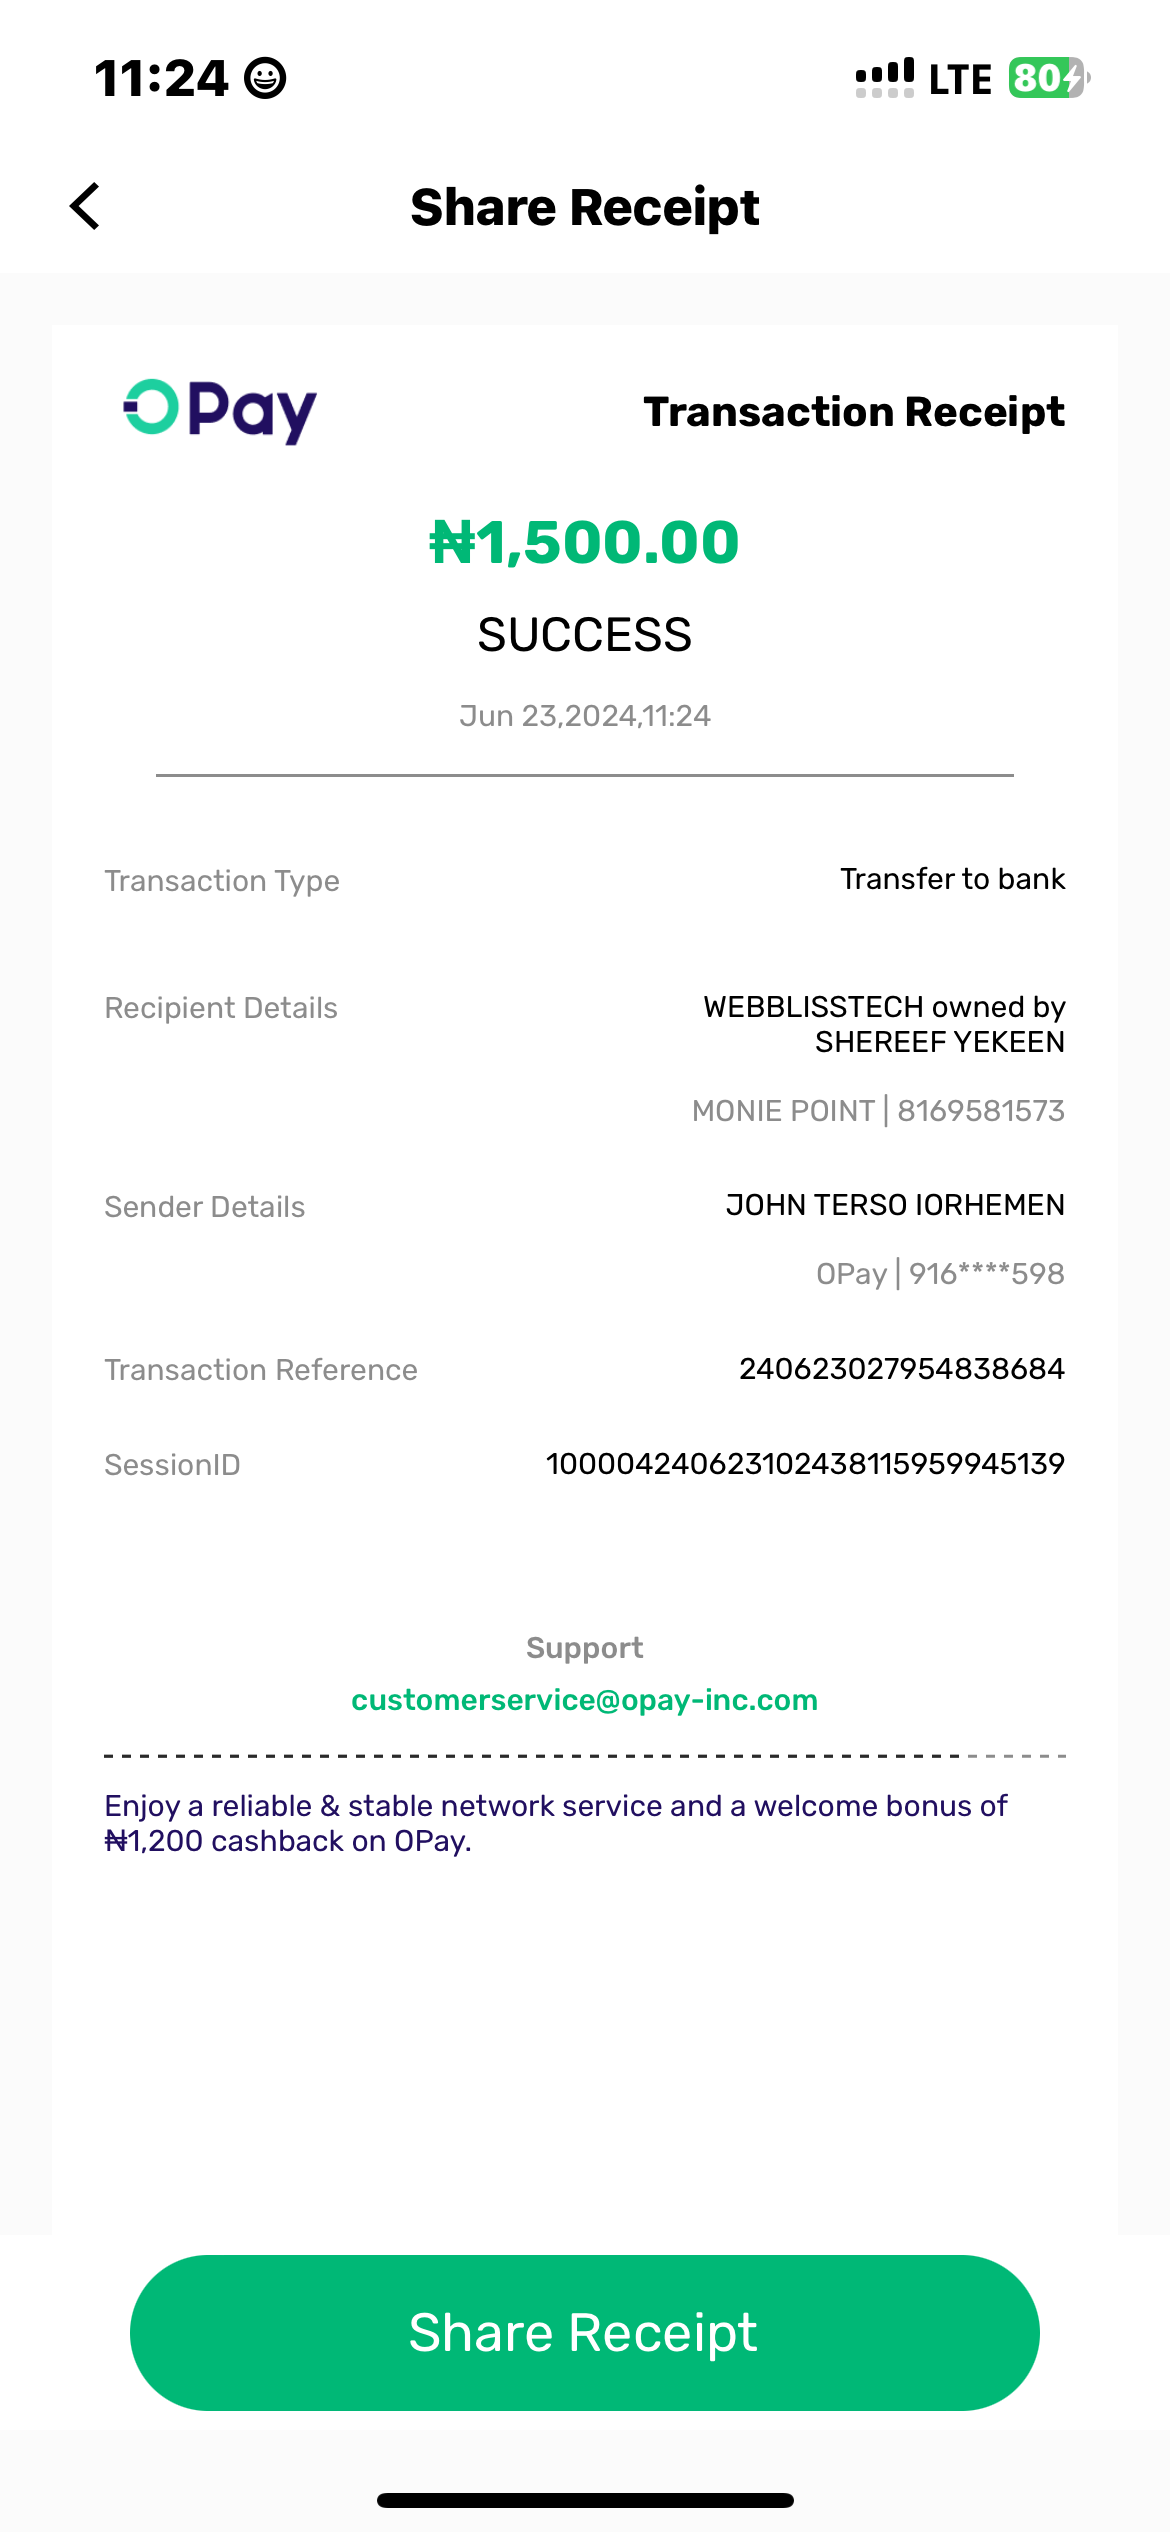 11:24 LTE 80
Share Receipt
OPay Transaction Receipt
₦1,500.00
SUCCESS
Jun 23,2024,11:24
Transaction Type Transfer to bank
Recipient Details WEBBLISSTECH owned by
SHEREEF YEKEEN
MONIE POINT | 8169581573
Sender Details JOHN TERSO IORHEMEN
OPay | 916****598
Transaction Reference 240623027954838684
SessionID 100004240623102438115959945139
Support
customerservice@opay-inc.com
Enjoy a reliable & stable network service and a welcome bonus of
₦1,200 cashback on OPay.
Share Receipt